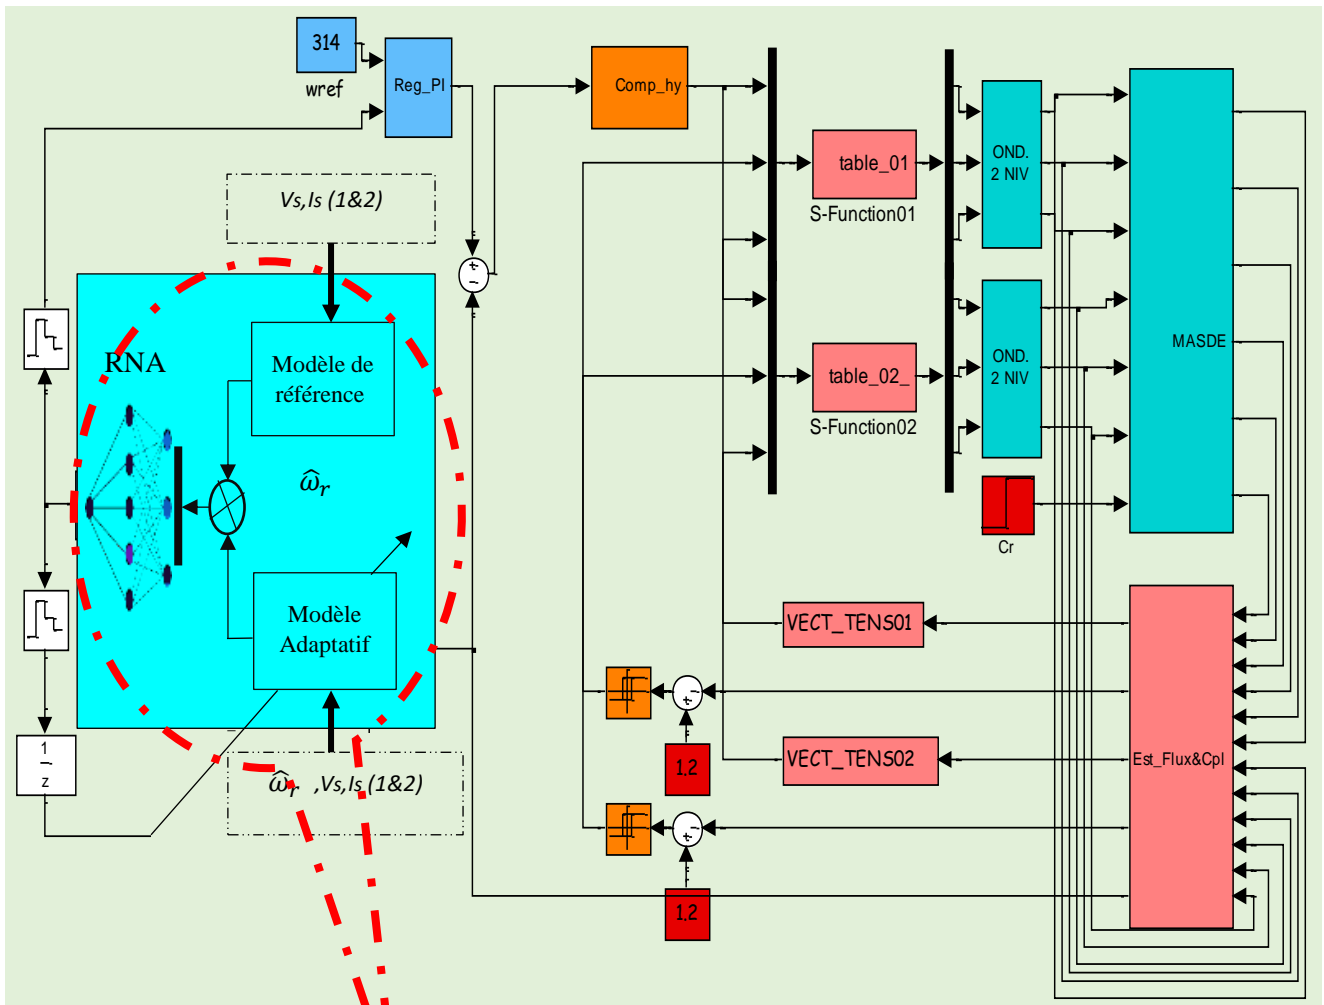 314
wref
Reg_PI
Comp_hy
Vs,Is (1&2)
table_01
S-Function01
OND.
2 NIV
MASDE
RNA
Modèle de
référence
table_02_
S-Function02
OND.
2 NIV
ω̂r
Cr
Modèle
Adaptatif
VECT_TENS01
1,2
VECT_TENS02
Est_Flux&Cpl
1
z
ω̂r ,Vs,Is (1&2)
1,2
+
-
+
-
+
-